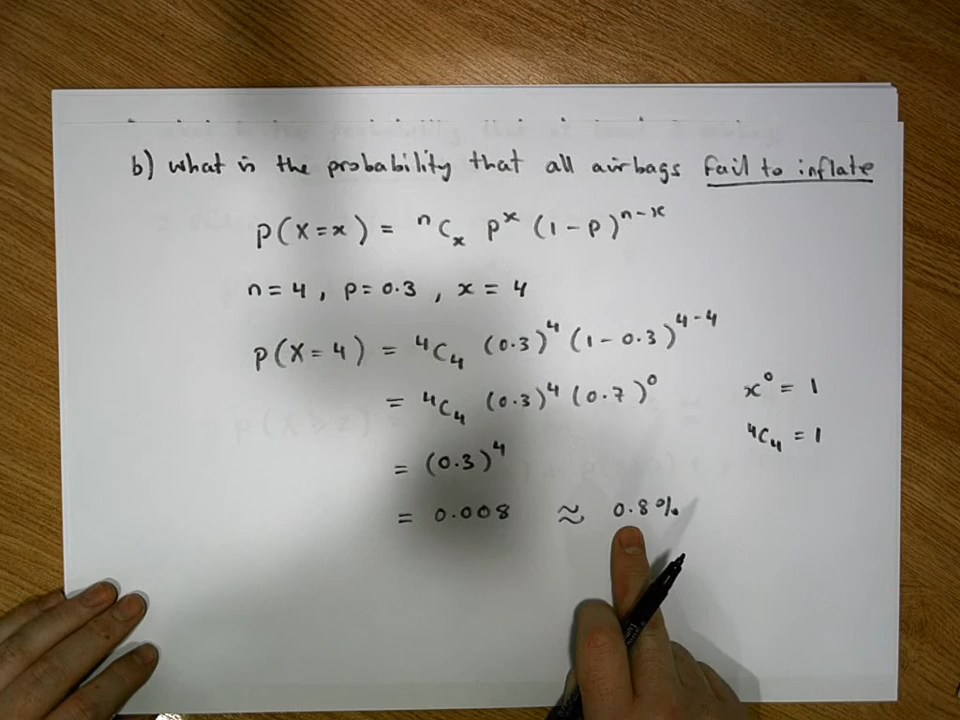 b) what is the probability that all airbags fail to inflate
P(X=x) = ⁿCₓ pˣ (1-p)ⁿ⁻ˣ
n=4, p=0.3, x=4
P(X=4) = ⁴C₄ (0.3)⁴ (1-0.3)⁴⁻⁴
= ⁴C₄ (0.3)⁴ (0.7)⁰
x⁰ = 1
⁴C₄ = 1
= (0.3)⁴
= 0.008 ≈ 0.8%